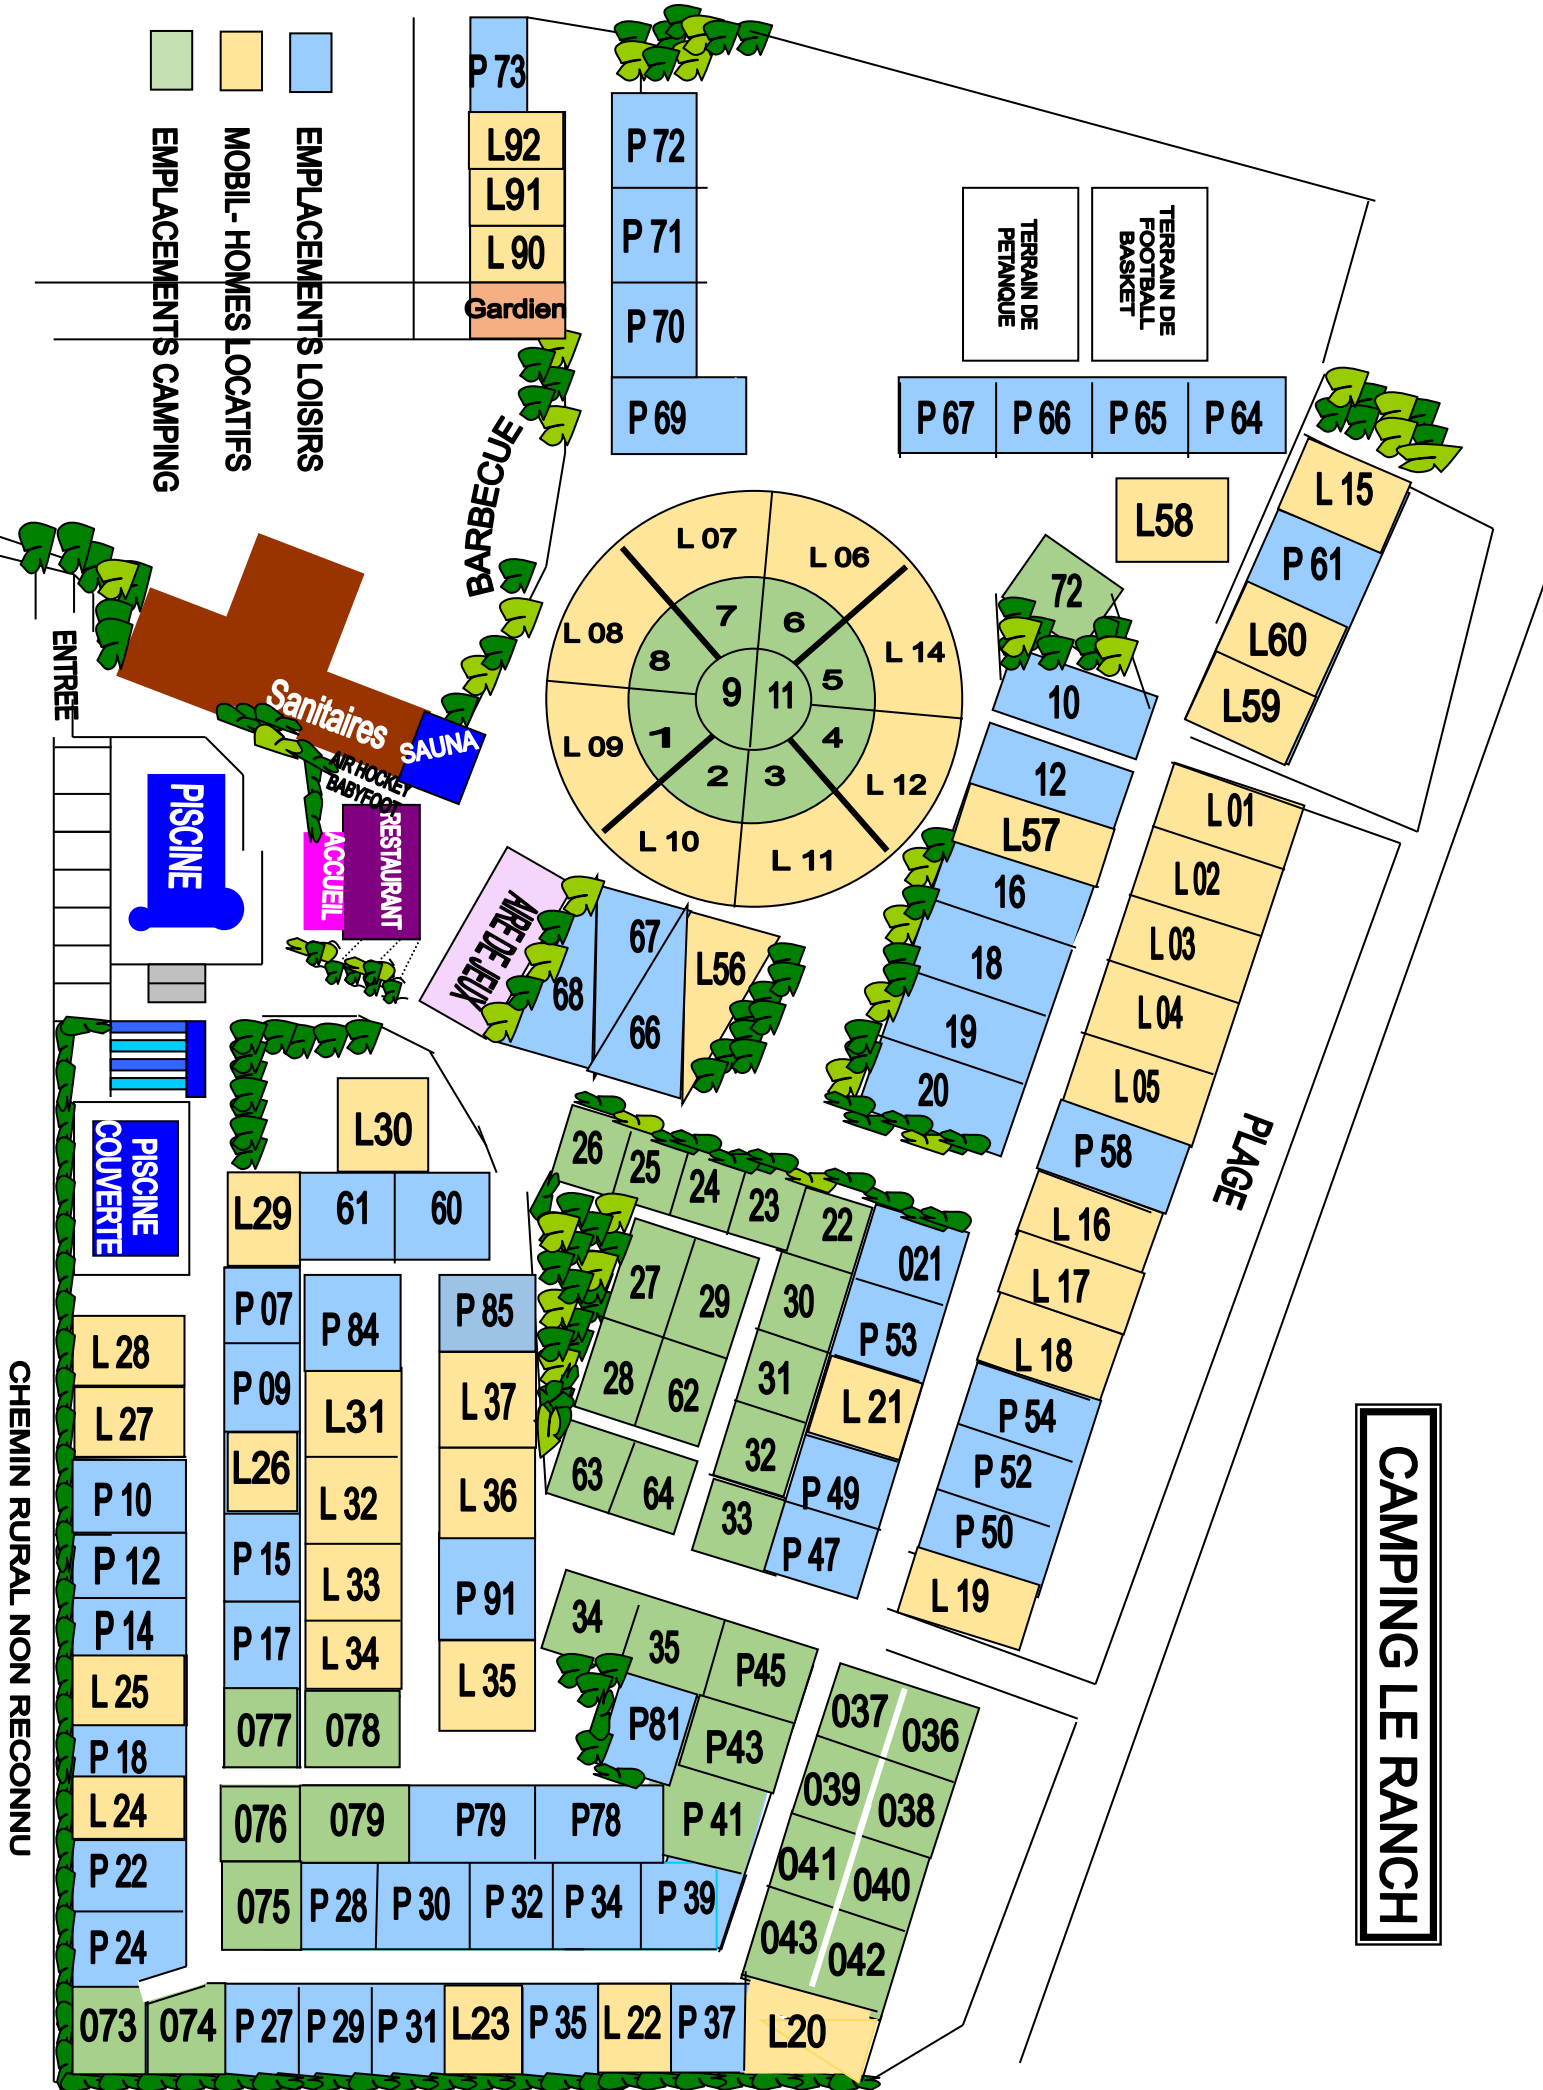 CAMPING LE RANCH
EMPLACEMENTS LOISIRS
MOBIL- HOMES LOCATIFS
EMPLACEMENTS CAMPING
P 73
L92
L91
L 90
Gardien
P 72
P 71
P 70
P 69
TERRAIN DE
PETANQUE
TERRAIN DE
FOOTBALL
BASKET
P 67
P 66
P 65
P 64
L58
L 15
P 61
L60
L59
72
10
12
L57
16
18
19
20
BARBECUE
L 07
L 06
L 08
L 14
L 09
L 12
L 10
L 11
7
6
8
5
9
11
1
4
2
3
ENTREE
Sanitaires
SAUNA
AIR HOCKEY
BABYFOOT
RESTAURANT
ACCUEIL
PISCINE
AIRE DE JEUX
68
67
66
L56
L 01
L 02
L 03
L 04
L 05
P 58
L 16
L 17
L 18
P 54
P 52
P 50
L 19
PLAGE
PISCINE
COUVERTE
L30
L29
61
60
26
25
24
23
22
021
27
29
30
P 53
28
62
31
L 21
63
64
32
P 49
33
P 47
P 07
P 84
P 85
P 09
L31
L 37
L26
L 32
L 36
P 15
L 33
P 91
P 17
L 34
L 35
077
078
L 28
L 27
P 10
P 12
P 14
L 25
P 18
L 24
P 22
P 24
CHEMIN RURAL NON RECONNU
34
35
P45
P81
P43
P 41
037
036
039
038
041
040
043
042
076
079
P79
P78
075
P 28
P 30
P 32
P 34
P 39
073
074
P 27
P 29
P 31
L23
P 35
L 22
P 37
L20